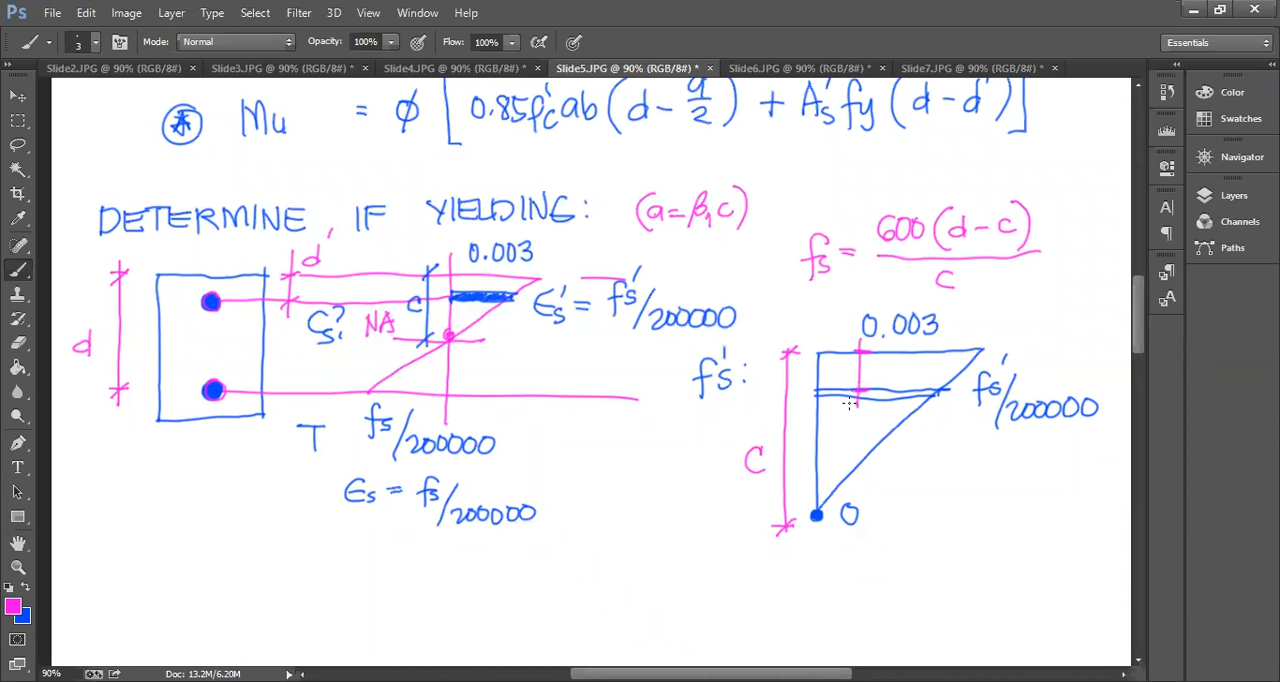 Ps File Edit Image Layer Type Select Filter 3D View Window Help
3 Mode: Normal Opacity: 100% Flow: 100% Essentials
Slide2.JPG @ 90% (RGB/8#) × Slide3.JPG @ 90% (RGB/8#) * × Slide4.JPG @ 90% (RGB/8#) * × Slide5.JPG @ 90% (RGB/8#) * × Slide6.JPG @ 90% (RGB/8#) * × Slide7.JPG @ 90% (RGB/8#) * ×
Color
Swatches
Navigator
Layers
Channels
Paths
* Mu = ϕ [0.85f'c ab (d - a/2) + A's fy (d - d')]
DETERMINE, IF YIELDING: (a = β₁c)
fs = 600(d - c)/c
d'
0.003
d
Cs?
NA
c
ϵs' = fs'/200000
T
fs/200000
ϵs = fs/200000
fs':
0.003
fs'/200000
C
0
90% Doc: 13.2M/6.20M